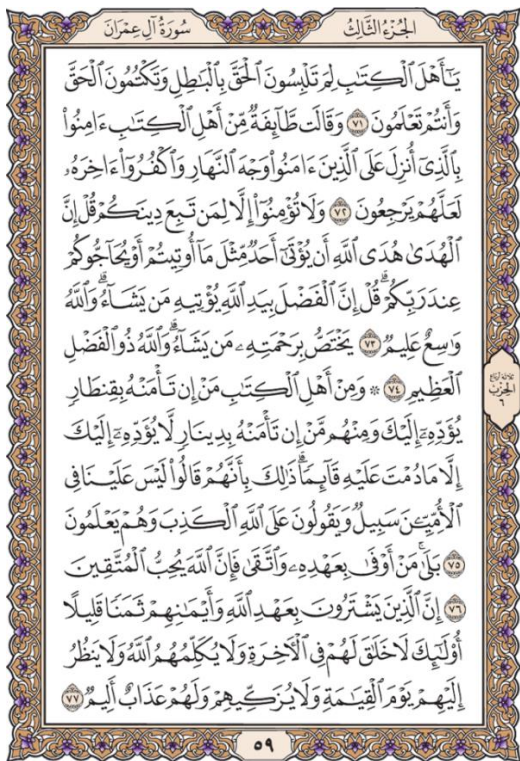 الجُزْءُ الثَّالِثُ
سُورَةُ آلِ عِمْرَانَ
يَـٰٓأَهْلَ ٱلْكِتَـٰبِ لِمَ تَلْبِسُونَ ٱلْحَقَّ بِٱلْبَـٰطِلِ وَتَكْتُمُونَ ٱلْحَقَّ
وَأَنتُمْ تَعْلَمُونَ ٧١ وَقَالَت طَّآئِفَةٌ مِّنْ أَهْلِ ٱلْكِتَـٰبِ ءَامِنُوا۟
بِٱلَّذِىٓ أُنزِلَ عَلَى ٱلَّذِينَ ءَامَنُوا۟ وَجْهَ ٱلنَّهَارِ وَٱكْفُرُوٓا۟ ءَاخِرَهُۥ
لَعَلَّهُمْ يَرْجِعُونَ ٧٢ وَلَا تُؤْمِنُوٓا۟ إِلَّا لِمَن تَبِعَ دِينَكُمْ قُلْ إِنَّ
ٱلْهُدَىٰ هُدَى ٱللَّهِ أَن يُؤْتَىٰٓ أَحَدٌ مِّثْلَ مَآ أُوتِيتُمْ أَوْ يُحَآجُّوكُمْ
عِندَ رَبِّكُمْ ۗ قُلْ إِنَّ ٱلْفَضْلَ بِيَدِ ٱللَّهِ يُؤْتِيهِ مَن يَشَآءُ ۗ وَٱللَّهُ
وَٰسِعٌ عَلِيمٌ ٧٣ يَخْتَصُّ بِرَحْمَتِهِۦ مَن يَشَآءُ ۗ وَٱللَّهُ ذُو ٱلْفَضْلِ
ٱلْعَظِيمِ ٧٤ ۞ وَمِنْ أَهْلِ ٱلْكِتَـٰبِ مَنْ إِن تَأْمَنْهُ بِقِنطَارٍ
يُؤَدِّهِۦٓ إِلَيْكَ وَمِنْهُم مَّنْ إِن تَأْمَنْهُ بِدِينَارٍ لَّا يُؤَدِّهِۦٓ إِلَيْكَ
إِلَّا مَا دُمْتَ عَلَيْهِ قَآئِمًا ۗ ذَٰلِكَ بِأَنَّهُمْ قَالُوا۟ لَيْسَ عَلَيْنَا فِى
ٱلْأُمِّيِّـۧنَ سَبِيلٌ وَيَقُولُونَ عَلَى ٱللَّهِ ٱلْكَذِبَ وَهُمْ يَعْلَمُونَ
٧٥ بَلَىٰ مَنْ أَوْفَىٰ بِعَهْدِهِۦ وَٱتَّقَىٰ فَإِنَّ ٱللَّهَ يُحِبُّ ٱلْمُتَّقِينَ
٧٦ إِنَّ ٱلَّذِينَ يَشْتَرُونَ بِعَهْدِ ٱللَّهِ وَأَيْمَـٰنِهِمْ ثَمَنًا قَلِيلًا
أُو۟لَـٰٓئِكَ لَا خَلَـٰقَ لَهُمْ فِى ٱلْـَٔاخِرَةِ وَلَا يُكَلِّمُهُمُ ٱللَّهُ وَلَا يَنظُرُ
إِلَيْهِمْ يَوْمَ ٱلْقِيَـٰمَةِ وَلَا يُزَكِّيهِمْ وَلَهُمْ عَذَابٌ أَلِيمٌ ٧٧
الحِزْب
٦
٥٩